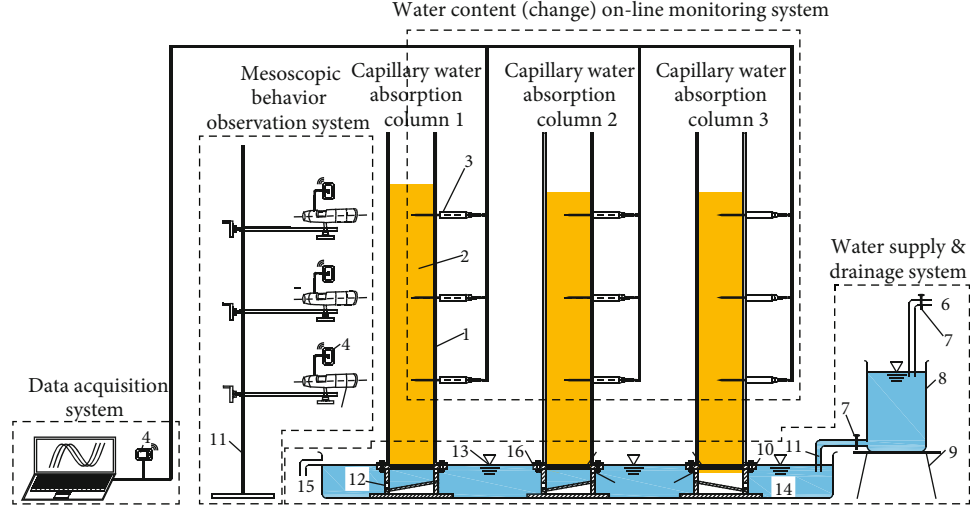 Water content (change) on-line monitoring system
Mesoscopic
behavior
observation system
Capillary water
absorption
column 1
Capillary water
absorption
column 2
Capillary water
absorption
column 3
3
2
1
4
Water supply &
drainage system
6
7
8
7
9
Data acquisition
system
4
11
15
12
13
16
10
11
14